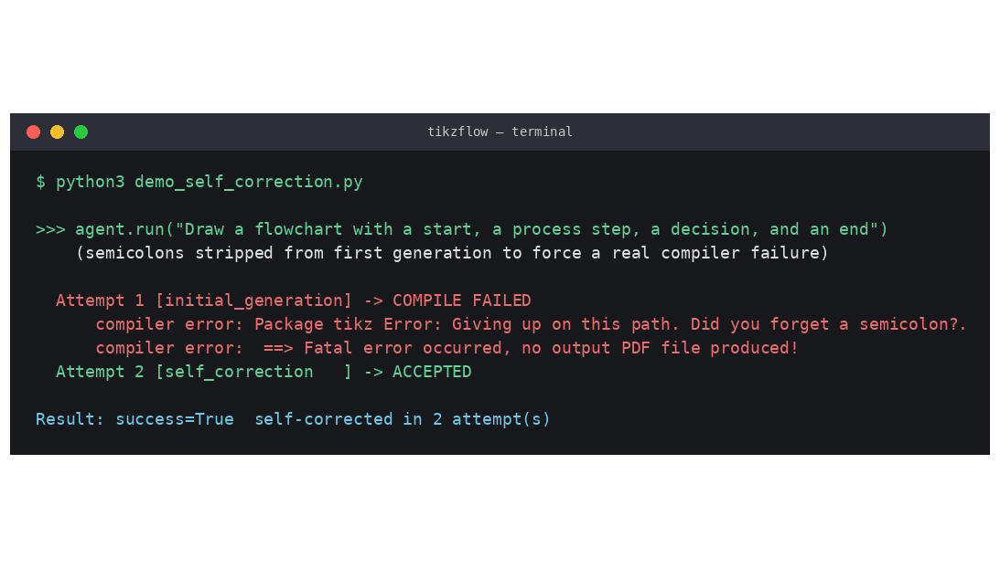 tikzflow — terminal
$ python3 demo_self_correction.py
>>> agent.run("Draw a flowchart with a start, a process step, a decision, and an end")
(semicolons stripped from first generation to force a real compiler failure)
Attempt 1 [initial_generation] -> COMPILE FAILED
compiler error: Package tikz Error: Giving up on this path. Did you forget a semicolon?.
compiler error:  ==> Fatal error occurred, no output PDF file produced!
Attempt 2 [self_correction   ] -> ACCEPTED
Result: success=True  self-corrected in 2 attempt(s)